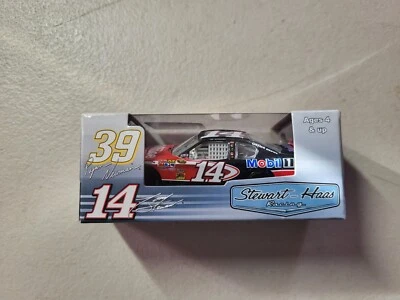 39
14
14
Mobil 1
Ages 4
& up
Stewart Haas
Racing